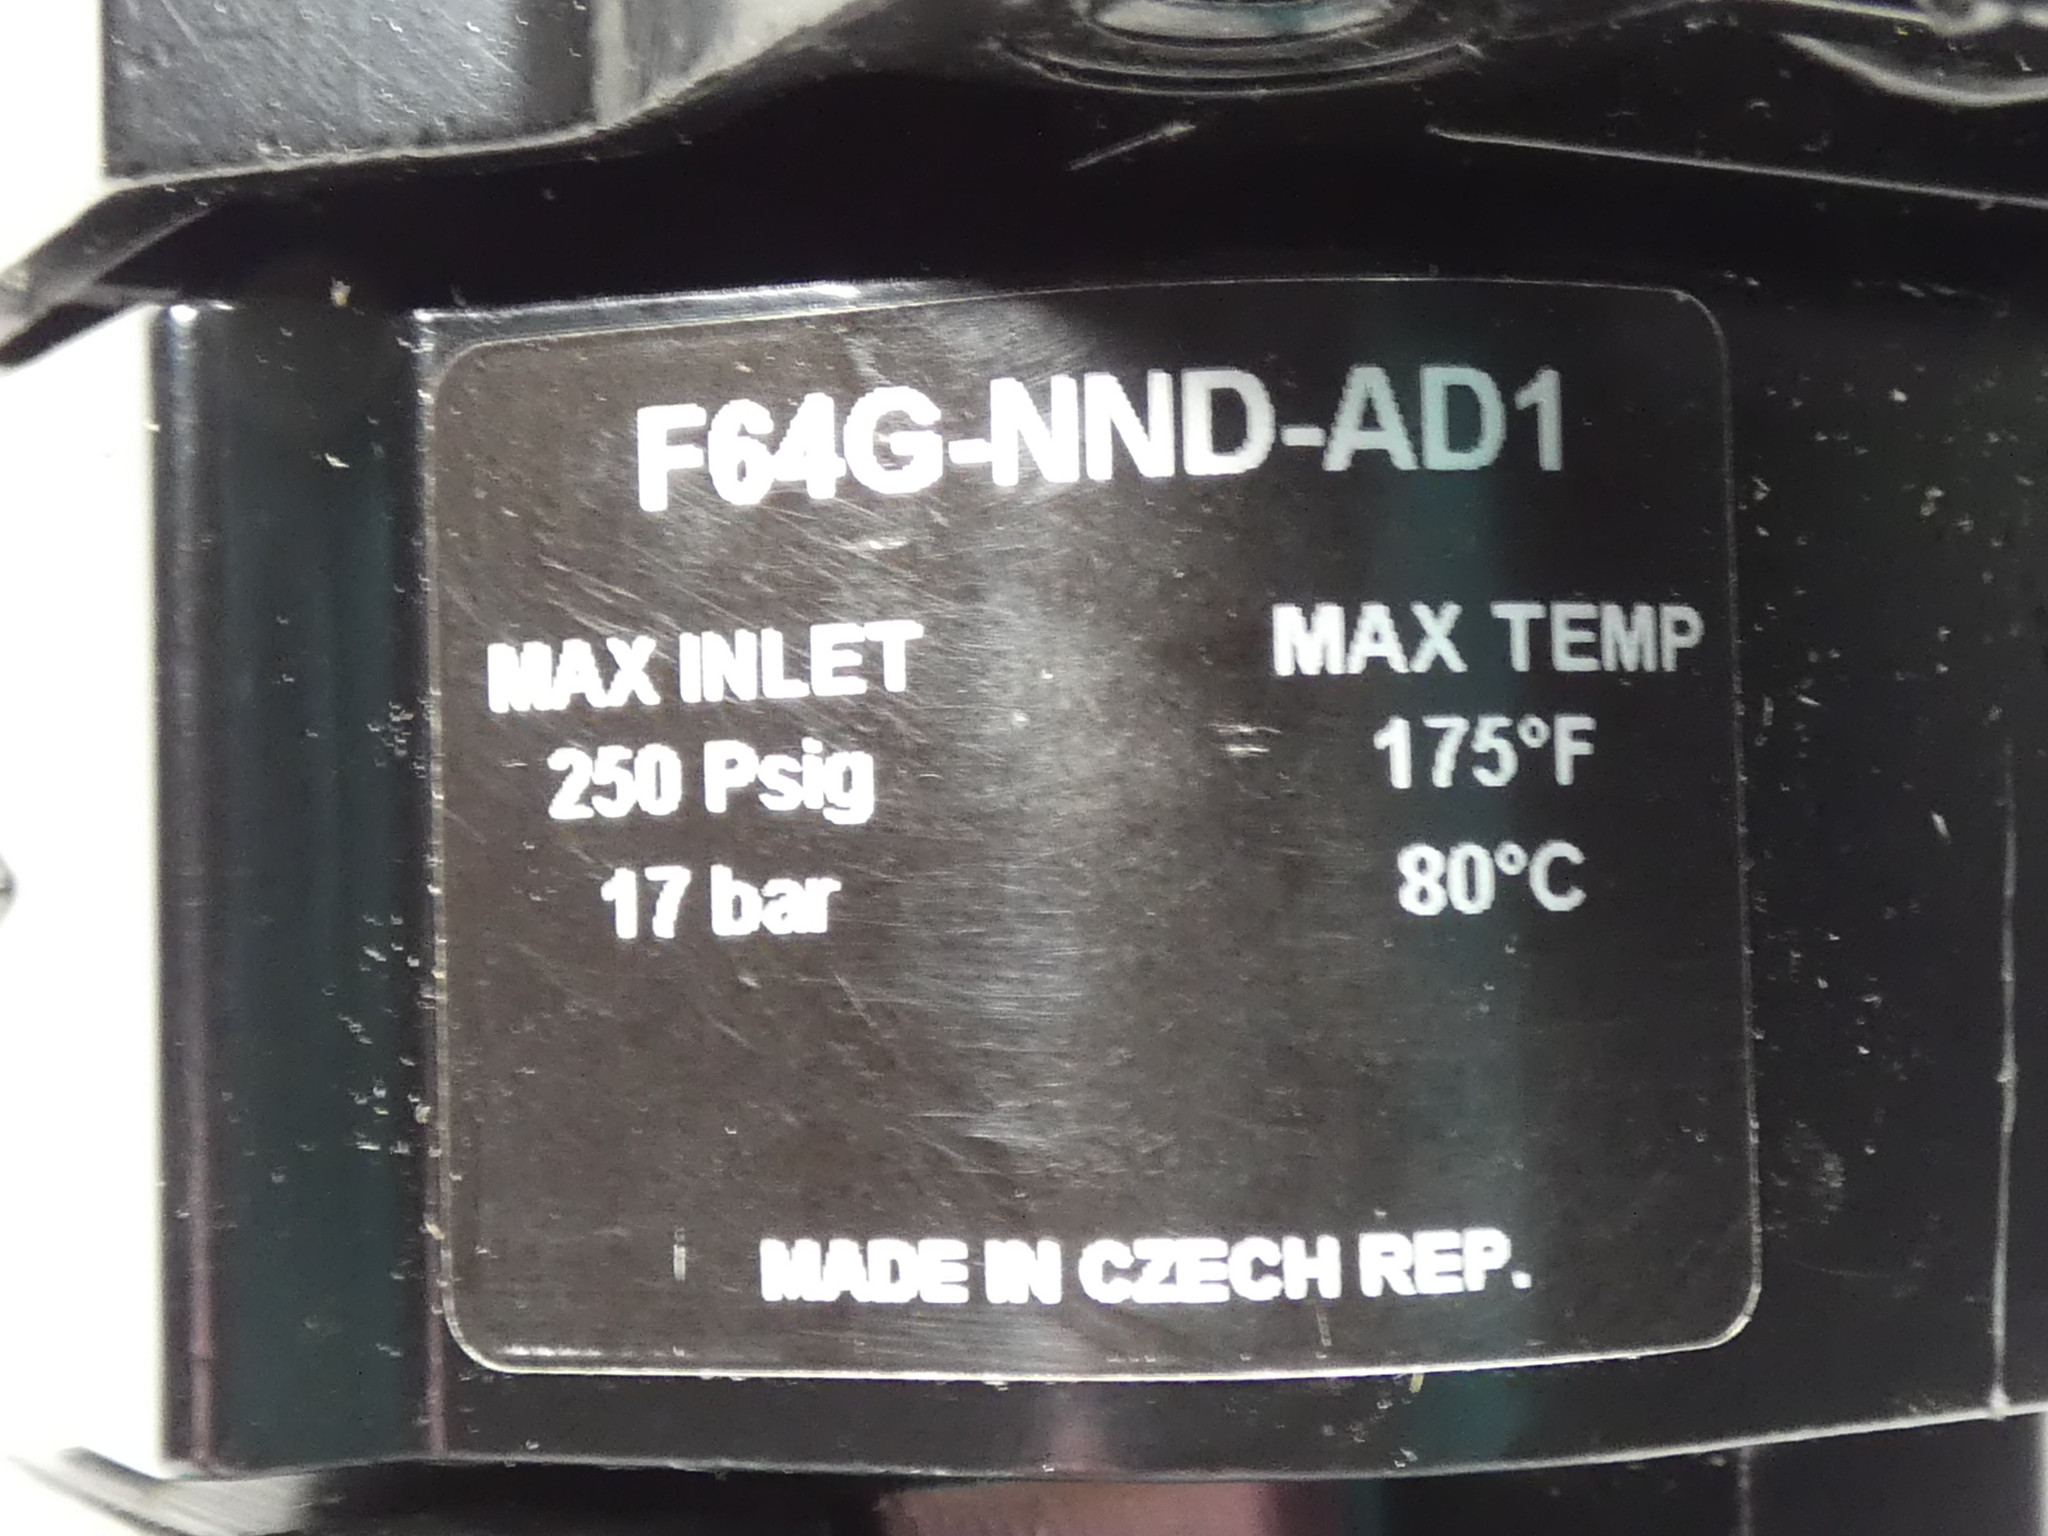 F64G-NND-AD1
MAX INLET
250 Psig
17 bar
MAX TEMP
175°F
80°C
MADE IN CZECH REP.